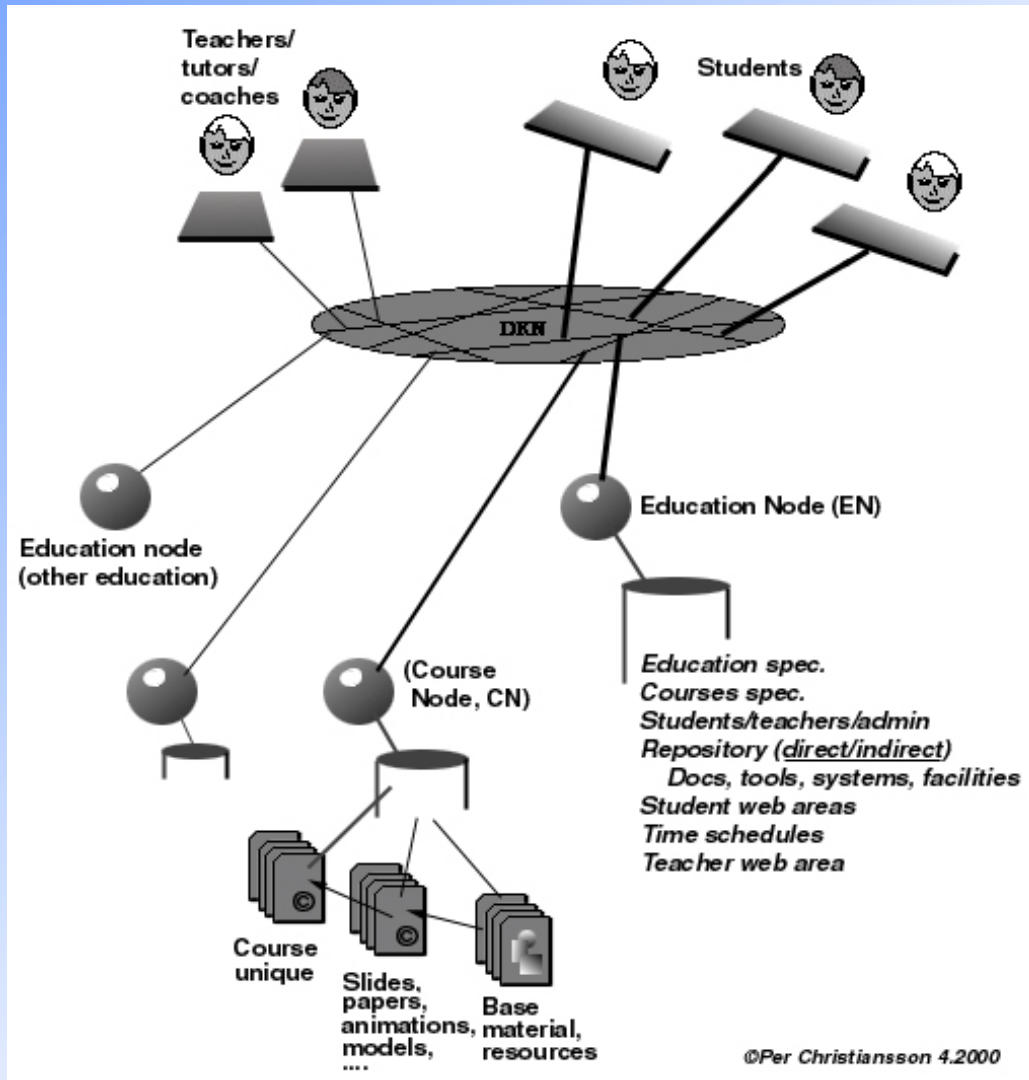 Teachers/
tutors/
coaches
Students
DKN
Education Node (EN)
Education node
(other education)
(Course
Node, CN)
Education spec.
Courses spec.
Students/teachers/admin
Repository (direct/indirect)
Docs, tools, systems, facilities
Student web areas
Time schedules
Teacher web area
©
©
Course
unique
Slides,
papers,
animations,
models,
....
Base
material,
resources
©Per Christiansson 4.2000